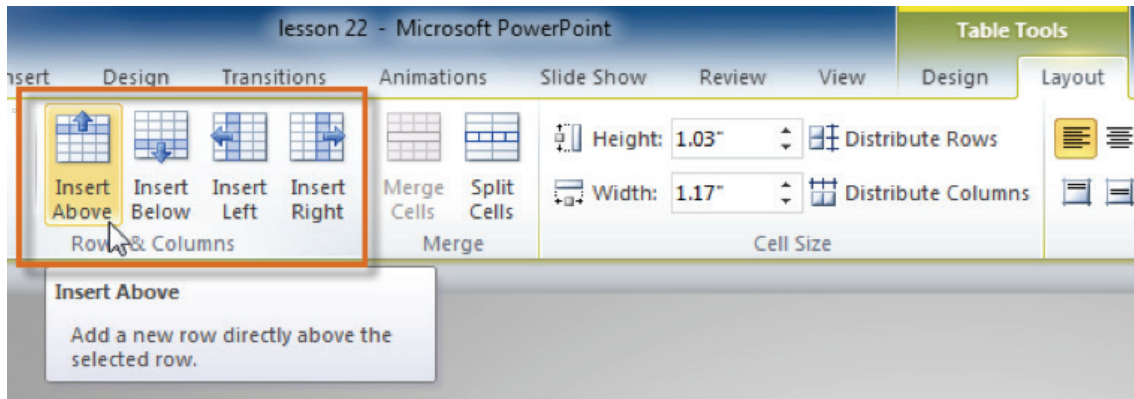 lesson 22 - Microsoft PowerPoint
Table Tools
Design Transitions Animations Slide Show Review View Design Layout
Insert Above
Insert Below
Insert Left
Insert Right
Merge Cells
Split Cells
Height: 1.03"
Distribute Rows
Width: 1.17"
Distribute Columns
& Columns
Merge
Cell Size
Insert Above
Add a new row directly above the
selected row.